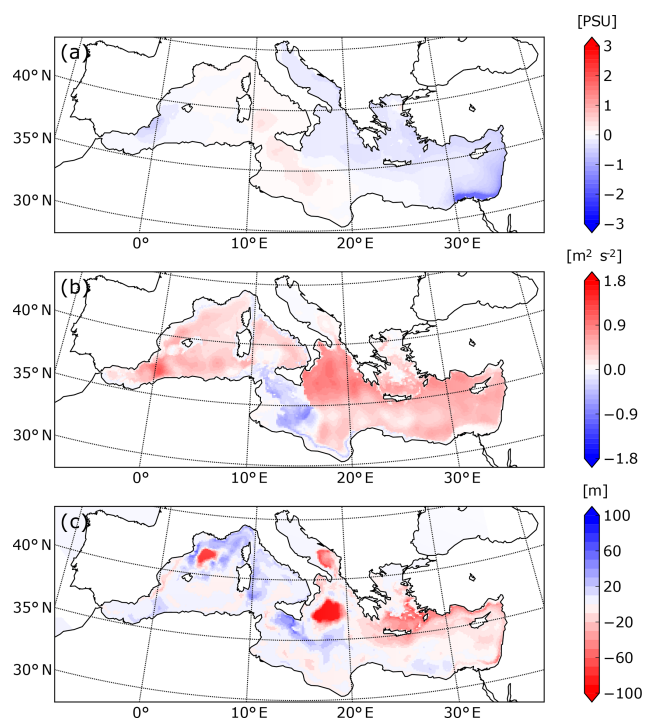 [PSU]
(a)
40° N
35° N
30° N
0°
10° E
20° E
30° E
3
2
1
0
−1
−2
−3
[m² s-²]
(b)
40° N
35° N
30° N
0°
10° E
20° E
30° E
1.8
0.9
0.0
−0.9
−1.8
[m]
(c)
40° N
35° N
30° N
0°
10° E
20° E
30° E
100
60
20
−20
−60
−100